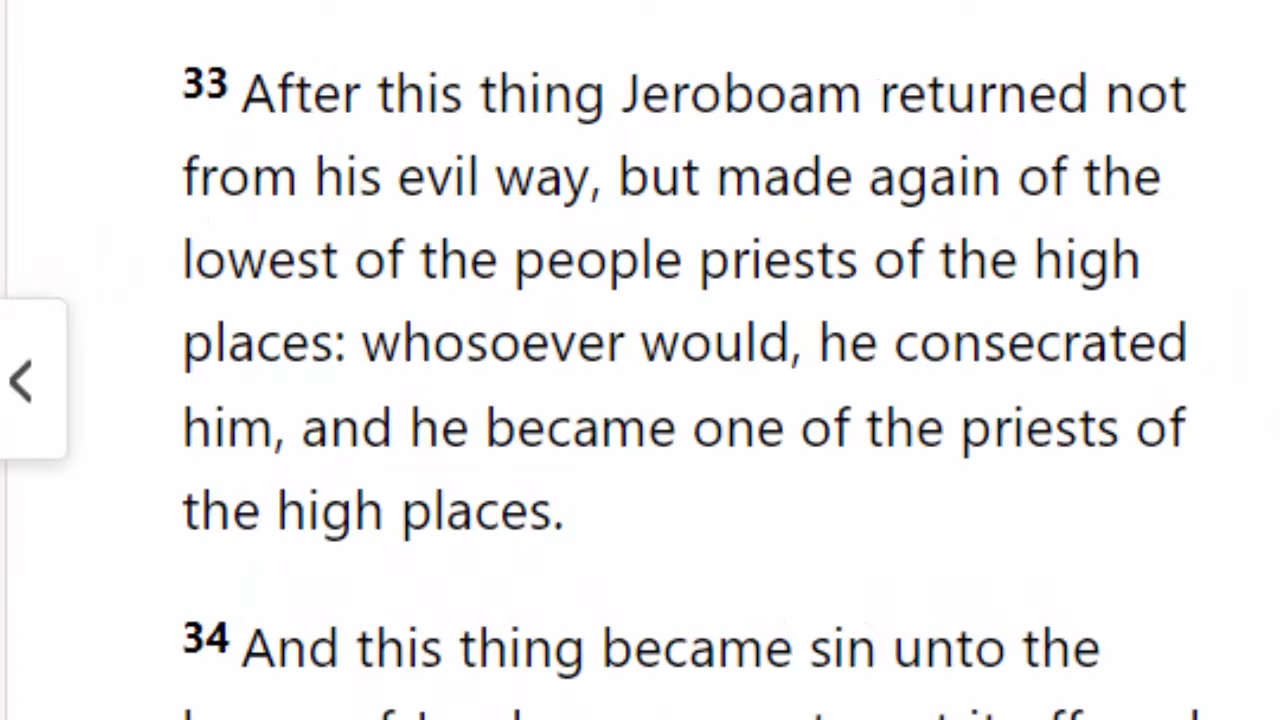 33 After this thing Jeroboam returned not
from his evil way, but made again of the
lowest of the people priests of the high
places: whosoever would, he consecrated
him, and he became one of the priests of
the high places.
34 And this thing became sin unto the